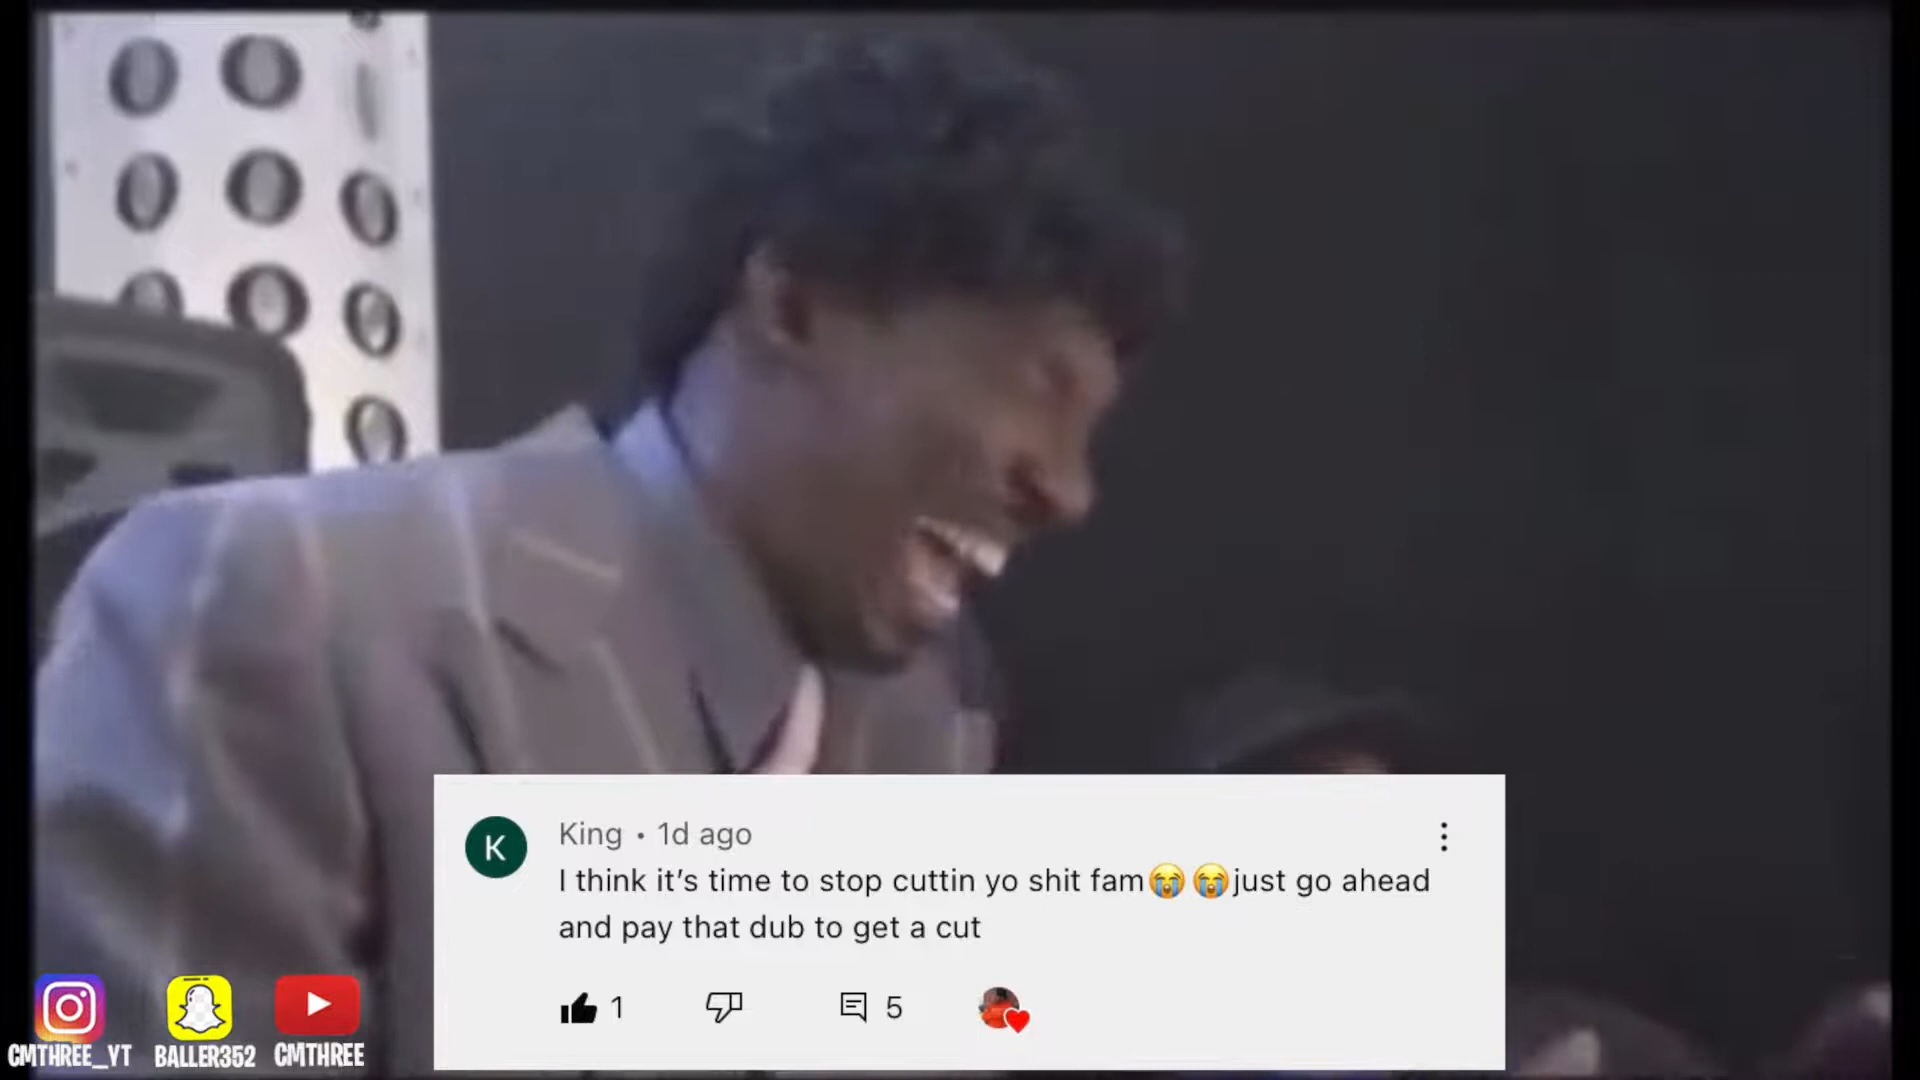 K
King • 1d ago
I think it's time to stop cuttin yo shit fam😭😭just go ahead
and pay that dub to get a cut
1
5
CMTHREE_YT
BALLER352
CMTHREE